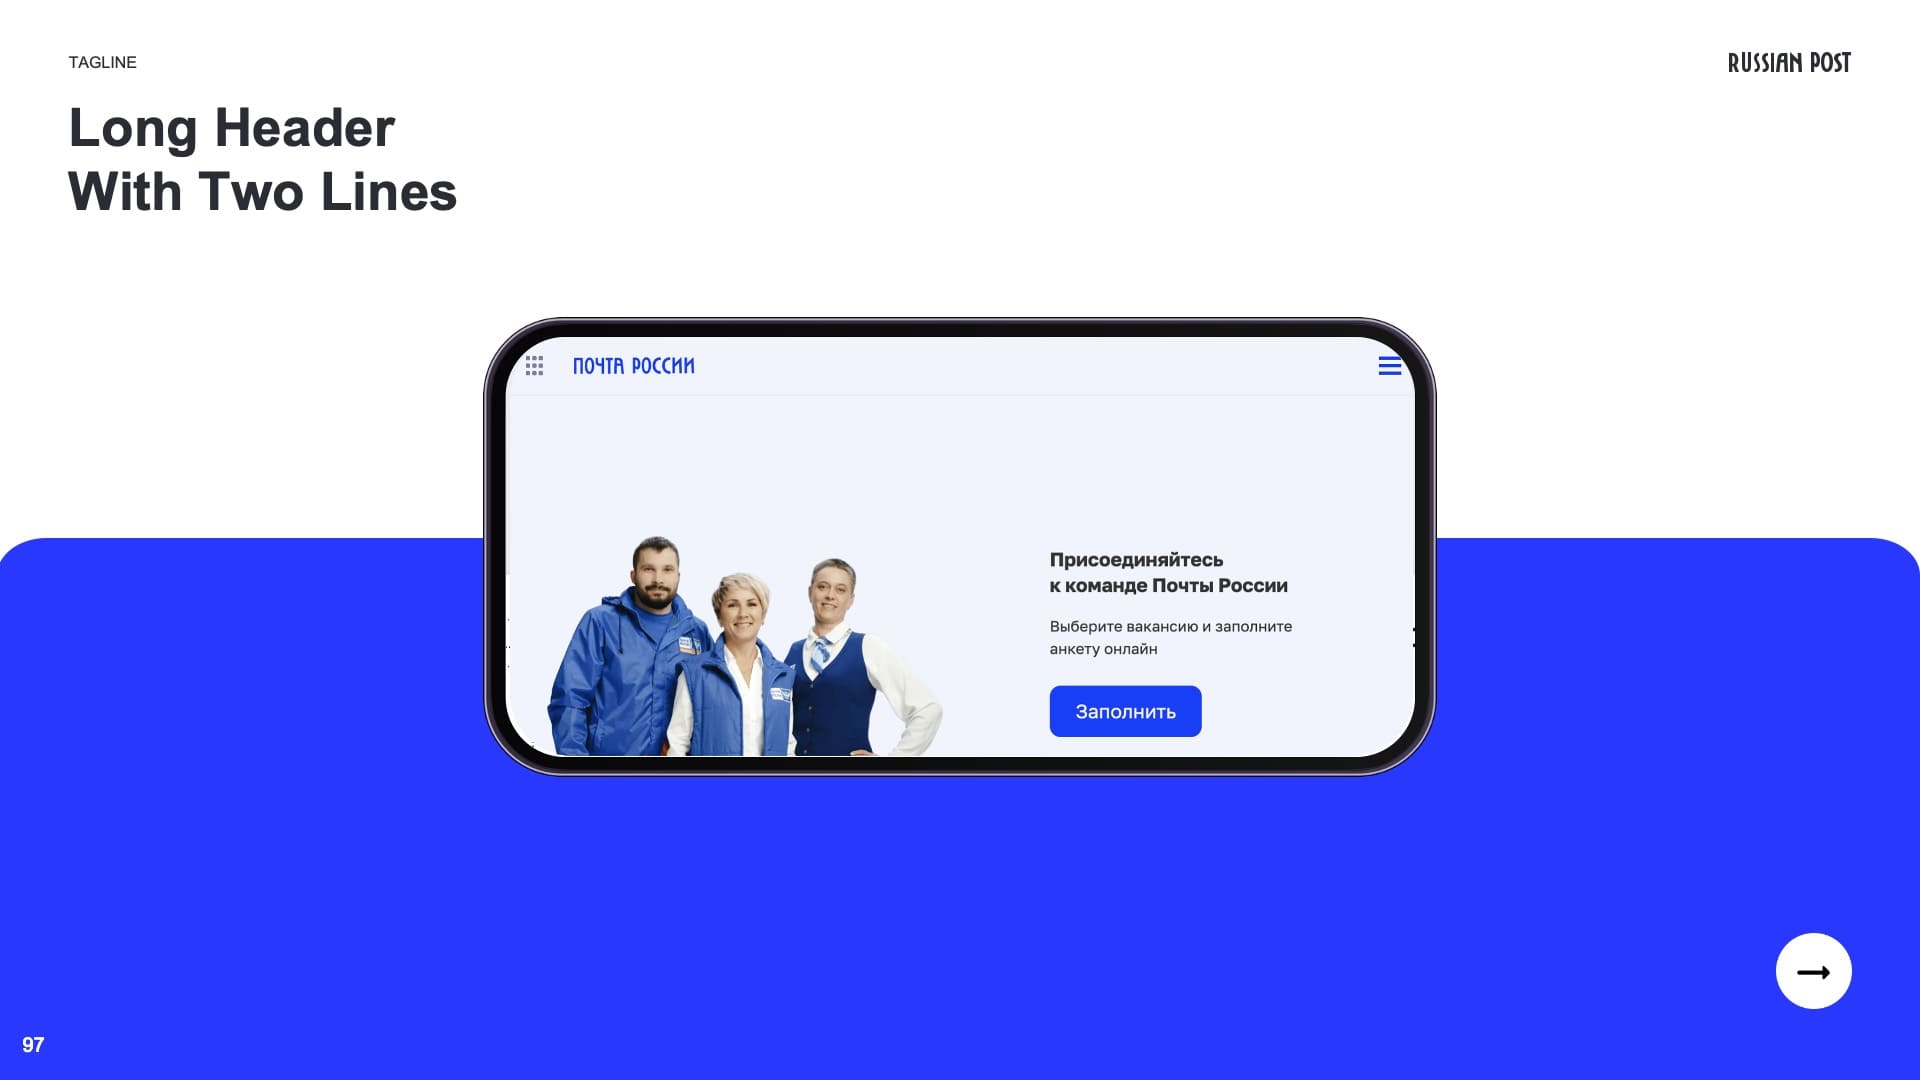 TAGLINE
RUSSIAN POST
Long Header
With Two Lines
ПОЧТА РОССИИ
Присоединяйтесь
к команде Почты России
Выберите вакансию и заполните
анкету онлайн
Заполнить
97